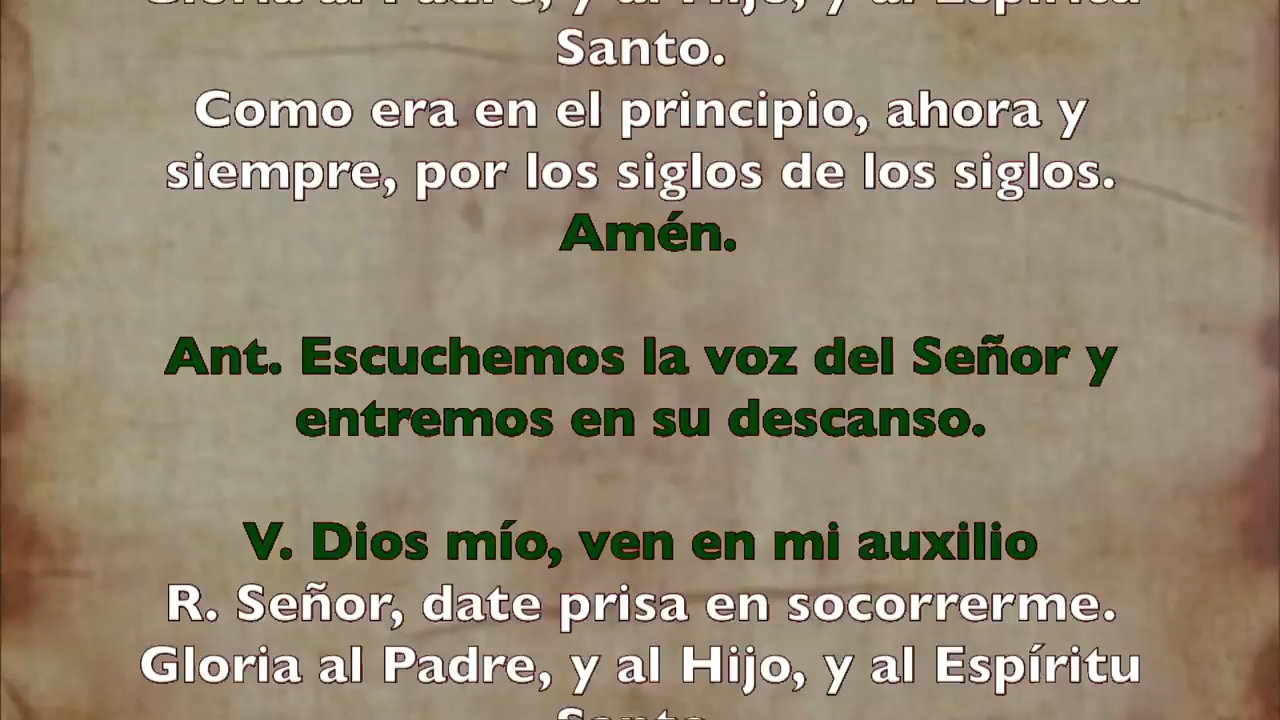 Gloria al Padre, y al Hijo, y al Espíritu
Santo.
Como era en el principio, ahora y
siempre, por los siglos de los siglos.
Amén.
Ant. Escuchemos la voz del Señor y
entremos en su descanso.
V. Dios mío, ven en mi auxilio
R. Señor, date prisa en socorrerme.
Gloria al Padre, y al Hijo, y al Espíritu
Santo.